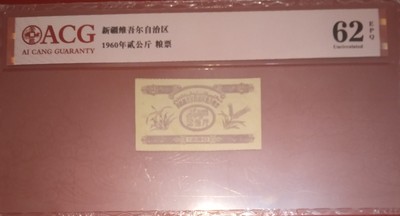 ACG
AI CANG GUARANTY
新疆维吾尔自治区
1960年贰公斤 粮票
62
EPQ
Uncirculated